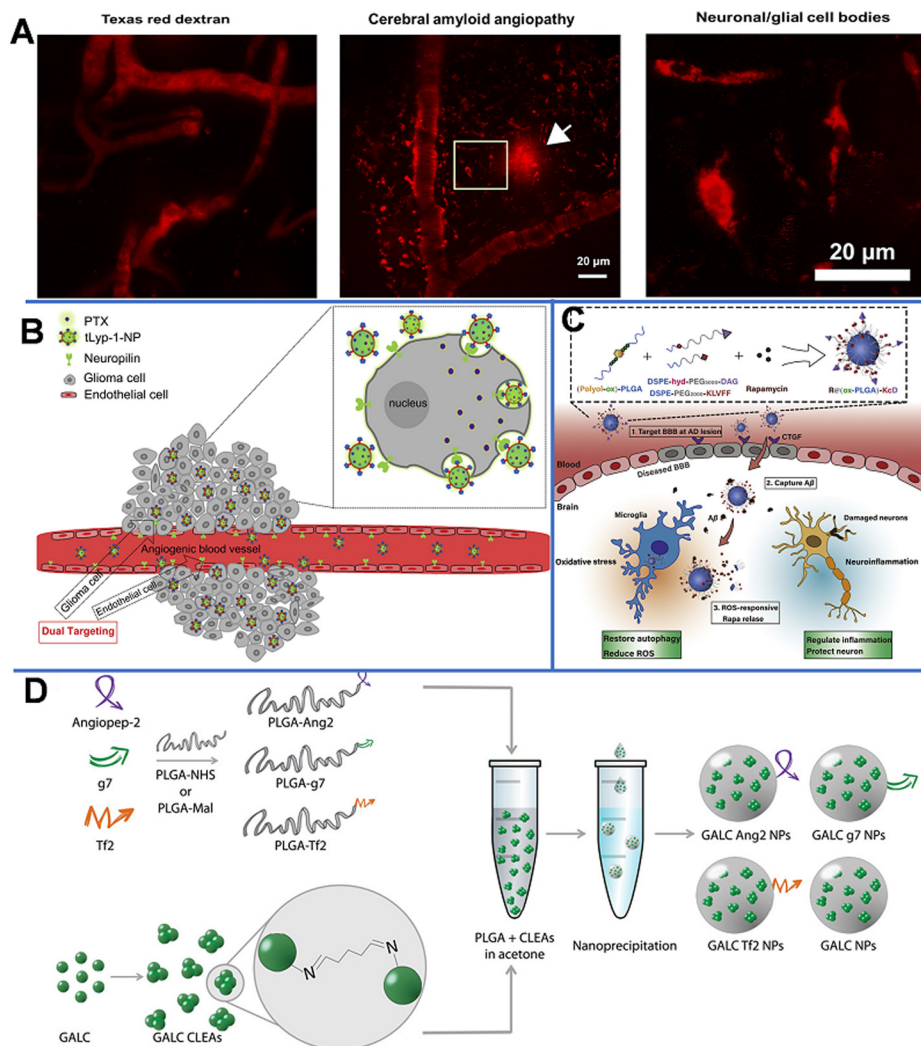 A
Texas red dextran
Cerebral amyloid angiopathy
Neuronal/glial cell bodies
20 µm
20 µm
B
PTX
tLyp-1-NP
Neuropilin
Glioma cell
Endothelial cell
nucleus
Angiogenic blood vessel
Glioma cell
Endothelial cell
Dual Targeting
C
(Polyol-ox)-PLGA
DSPE-hyd-PEG5000-DAG
DSPE-PEG2000-KLVFF
Rapamycin
R@(ox-PLGA)-KcD
1. Target BBB at AD lesion
CTGF
Blood
Diseased BBB
Brain
2. Capture Aβ
Aβ
Microglia
Damaged neurons
Oxidative stress
Neuroinflammation
3. ROS-responsive
Rapa relase
Restore autophagy
Reduce ROS
Regulate inflammation
Protect neuron
D
Angiopep-2
g7
Tf2
PLGA-NHS
or
PLGA-Mal
PLGA-Ang2
PLGA-g7
PLGA-Tf2
GALC
GALC CLEAs
N
N
PLGA + CLEAs
in acetone
Nanoprecipitation
GALC Ang2 NPs
GALC g7 NPs
GALC Tf2 NPs
GALC NPs